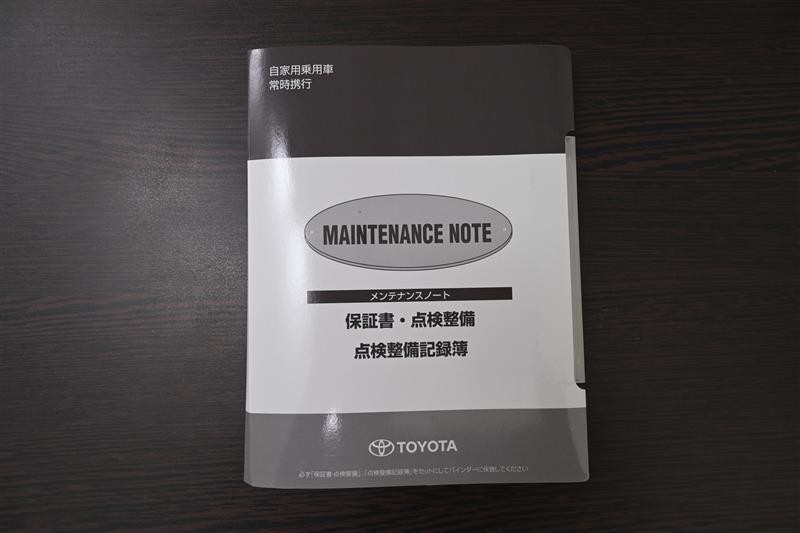 自家用乗用車
常時携行
MAINTENANCE NOTE
メンテナンスノート
保証書・点検整備
点検整備記録簿
TOYOTA
必ず「保証書・点検整備」、「点検整備記録簿」をセットにしてバインダーに保管してください